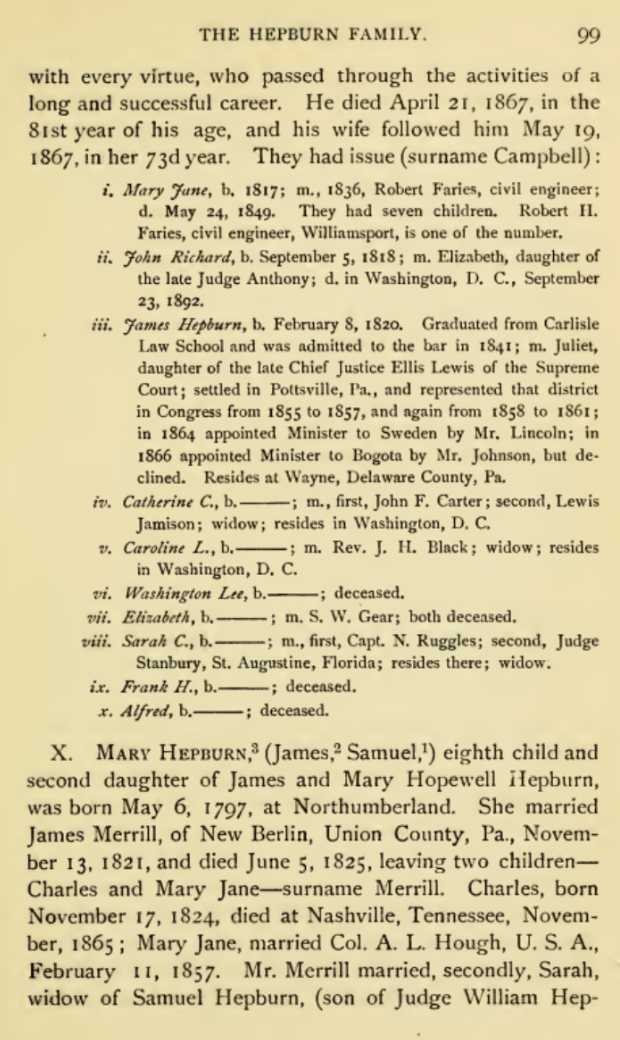 THE HEPBURN FAMILY. 99
with every virtue, who passed through the activities of a
long and successful career. He died April 21, 1867, in the
81st year of his age, and his wife followed him May 19,
1867, in her 73d year. They had issue (surname Campbell):
i. Mary Jane, b. 1817; m., 1836, Robert Faries, civil engineer;
d. May 24, 1849. They had seven children. Robert H.
Faries, civil engineer, Williamsport, is one of the number.
ii. John Richard, b. September 5, 1818; m. Elizabeth, daughter of
the late Judge Anthony; d. in Washington, D. C., September
23, 1892.
iii. James Hepburn, b. February 8, 1820. Graduated from Carlisle
Law School and was admitted to the bar in 1841; m. Juliet,
daughter of the late Chief Justice Ellis Lewis of the Supreme
Court; settled in Pottsville, Pa., and represented that district
in Congress from 1855 to 1857, and again from 1858 to 1861;
in 1864 appointed Minister to Sweden by Mr. Lincoln; in
1866 appointed Minister to Bogota by Mr. Johnson, but de-
clined. Resides at Wayne, Delaware County, Pa.
iv. Catherine C., b.———; m., first, John F. Carter; second, Lewis
Jamison; widow; resides in Washington, D. C.
v. Caroline L., b.———; m. Rev. J. H. Black; widow; resides
in Washington, D. C.
vi. Washington Lee, b.———; deceased.
vii. Elizabeth, b.———; m. S. W. Gear; both deceased.
viii. Sarah C., b.———; m., first, Capt. N. Ruggles; second, Judge
Stanbury, St. Augustine, Florida; resides there; widow.
ix. Frank H., b.———; deceased.
x. Alfred, b.———; deceased.
X. MARY HEPBURN,³ (James,² Samuel,¹) eighth child and
second daughter of James and Mary Hopewell Hepburn,
was born May 6, 1797, at Northumberland. She married
James Merrill, of New Berlin, Union County, Pa., Novem-
ber 13, 1821, and died June 5, 1825, leaving two children—
Charles and Mary Jane—surname Merrill. Charles, born
November 17, 1824, died at Nashville, Tennessee, Novem-
ber, 1865; Mary Jane, married Col. A. L. Hough, U. S. A.,
February 11, 1857. Mr. Merrill married, secondly, Sarah,
widow of Samuel Hepburn, (son of Judge William Hep-